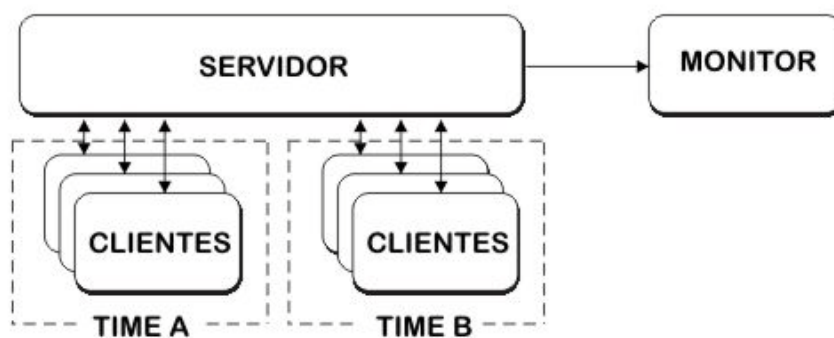 SERVIDOR
MONITOR
CLIENTES
CLIENTES
TIME A
TIME B